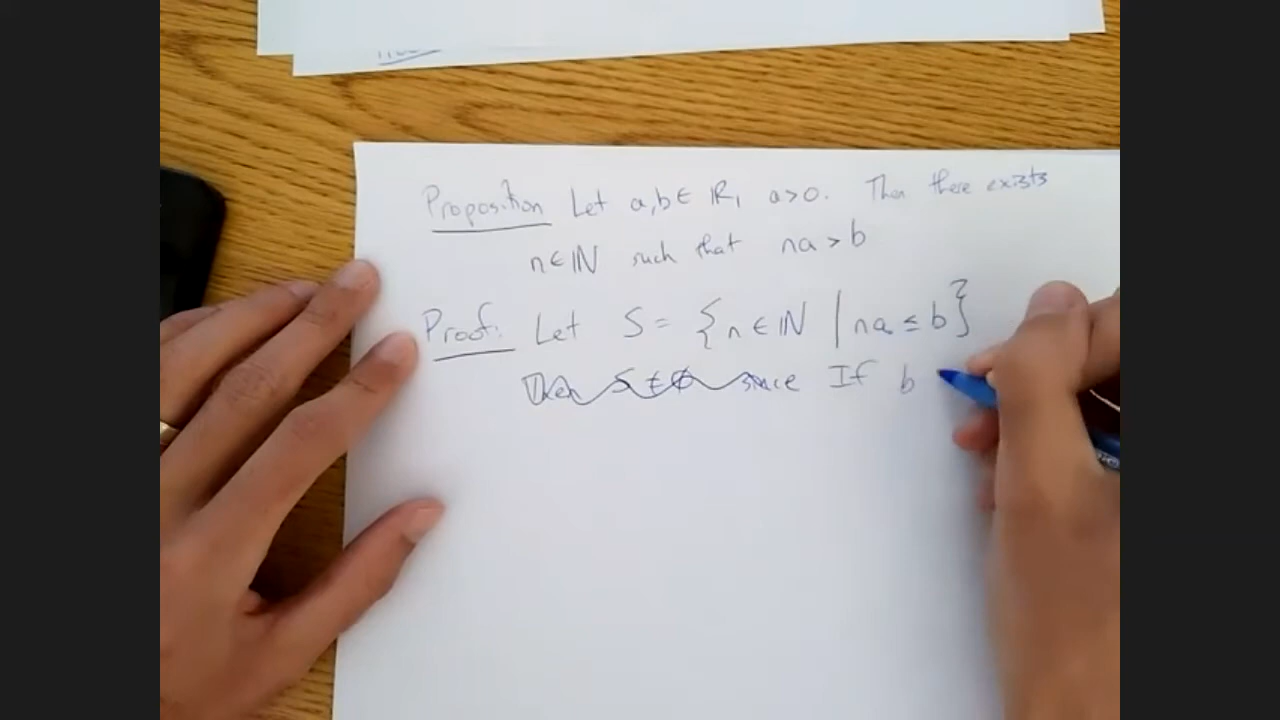 Proposition Let a,b ∈ ℝ, a>0. Then there exists
n ∈ ℕ such that na > b
Proof: Let S = {n ∈ ℕ | na ≤ b}
Then S ≠ ∅ since If b